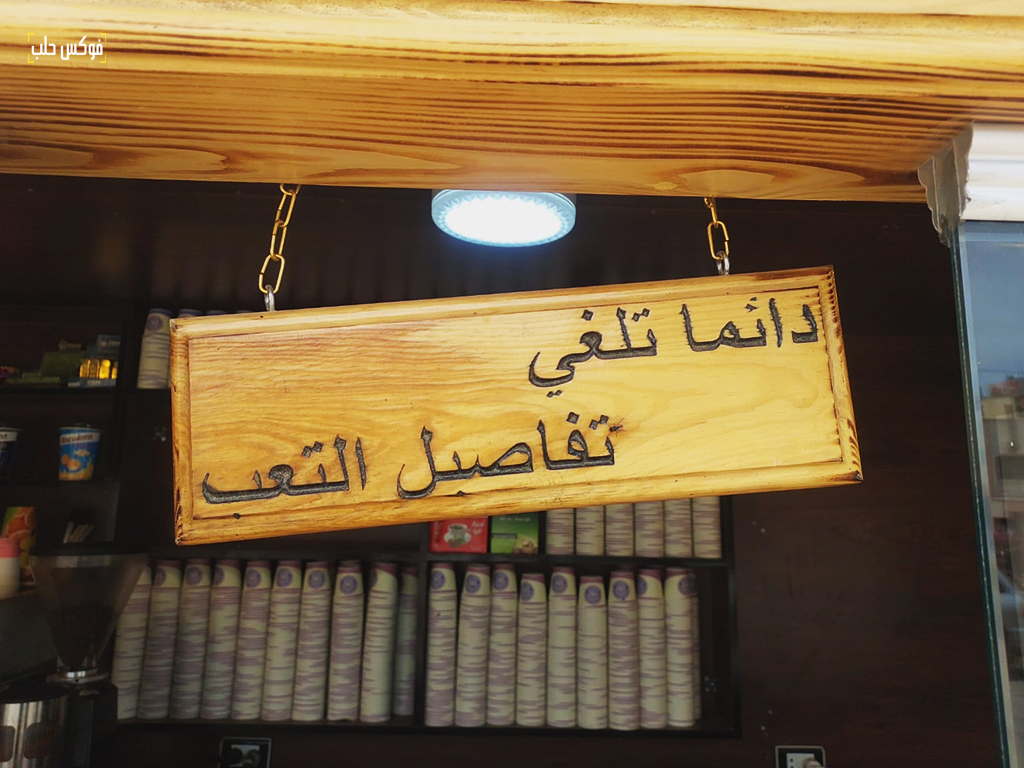 فوكس حلب
دائما تلغي
تفاصيل التعب